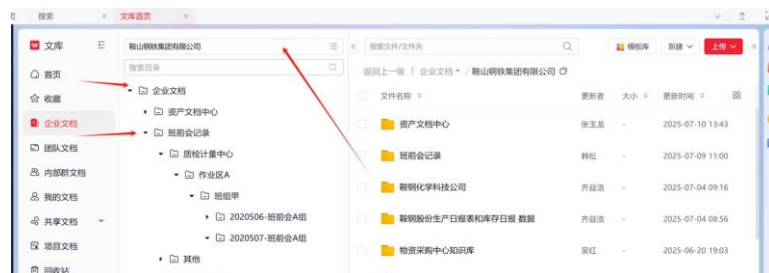 搜索 × 文库首页 ×
文库
首页
收藏
企业文档
团队文档
内部群文档
我的文档
共享文档
项目文档
回收站
鞍山钢铁集团有限公司
搜索目录
企业文档
资产文档中心
班前会记录
质检计量中心
作业区A
班组甲
2020506-班前会A组
2020507-班前会A组
其他
搜索文件/文件夹
模板库 新建 上传
返回上一级 | 企业文档 / 鞍山钢铁集团有限公司
文件名称 更新者 大小 更新时间
资产文档中心 张玉龙 - 2025-07-10 13:43
班前会记录 韩松 - 2025-07-09 11:00
鞍钢化学科技公司 齐益浩 - 2025-07-04 09:16
鞍钢股份生产日报表和库存日报 数据 齐益浩 - 2025-07-04 08:56
物资采购中心知识库 吴红 - 2025-06-20 19:03